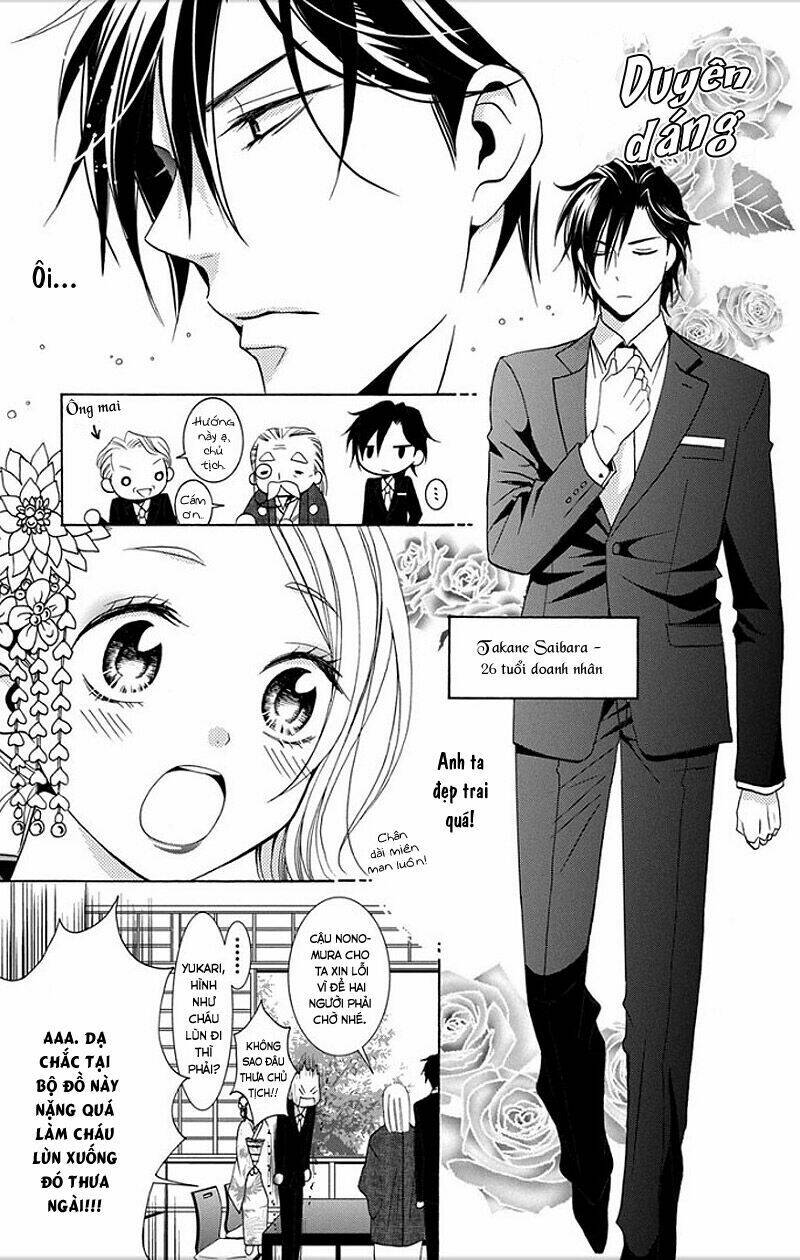 Duyên
dáng
Ôi...
Ông mai
Hướng
này ạ,
chủ
tịch.
Cám
ơn..
Takane Saibara -
26 tuổi doanh nhân
Anh ta
đẹp trai
quá!
Chân
dài miên
man luôn!
CẬU NONO-
MURA CHO
TA XIN LỖI
VÌ ĐỂ HAI
NGƯỜI PHẢI
CHỜ NHÉ.
KHÔNG
SAO ĐÂU
THƯA CHỦ
TỊCH!!
YUKARI,
HÌNH
NHƯ
CHÁU
LÙN ĐI
THÌ
PHẢI?
AAA. DẠ
CHẮC TẠI
BỘ ĐỒ NÀY
NẶNG QUÁ
LÀM CHÁU
LÙN XUỐNG
ĐÓ THƯA
NGÀI!!!